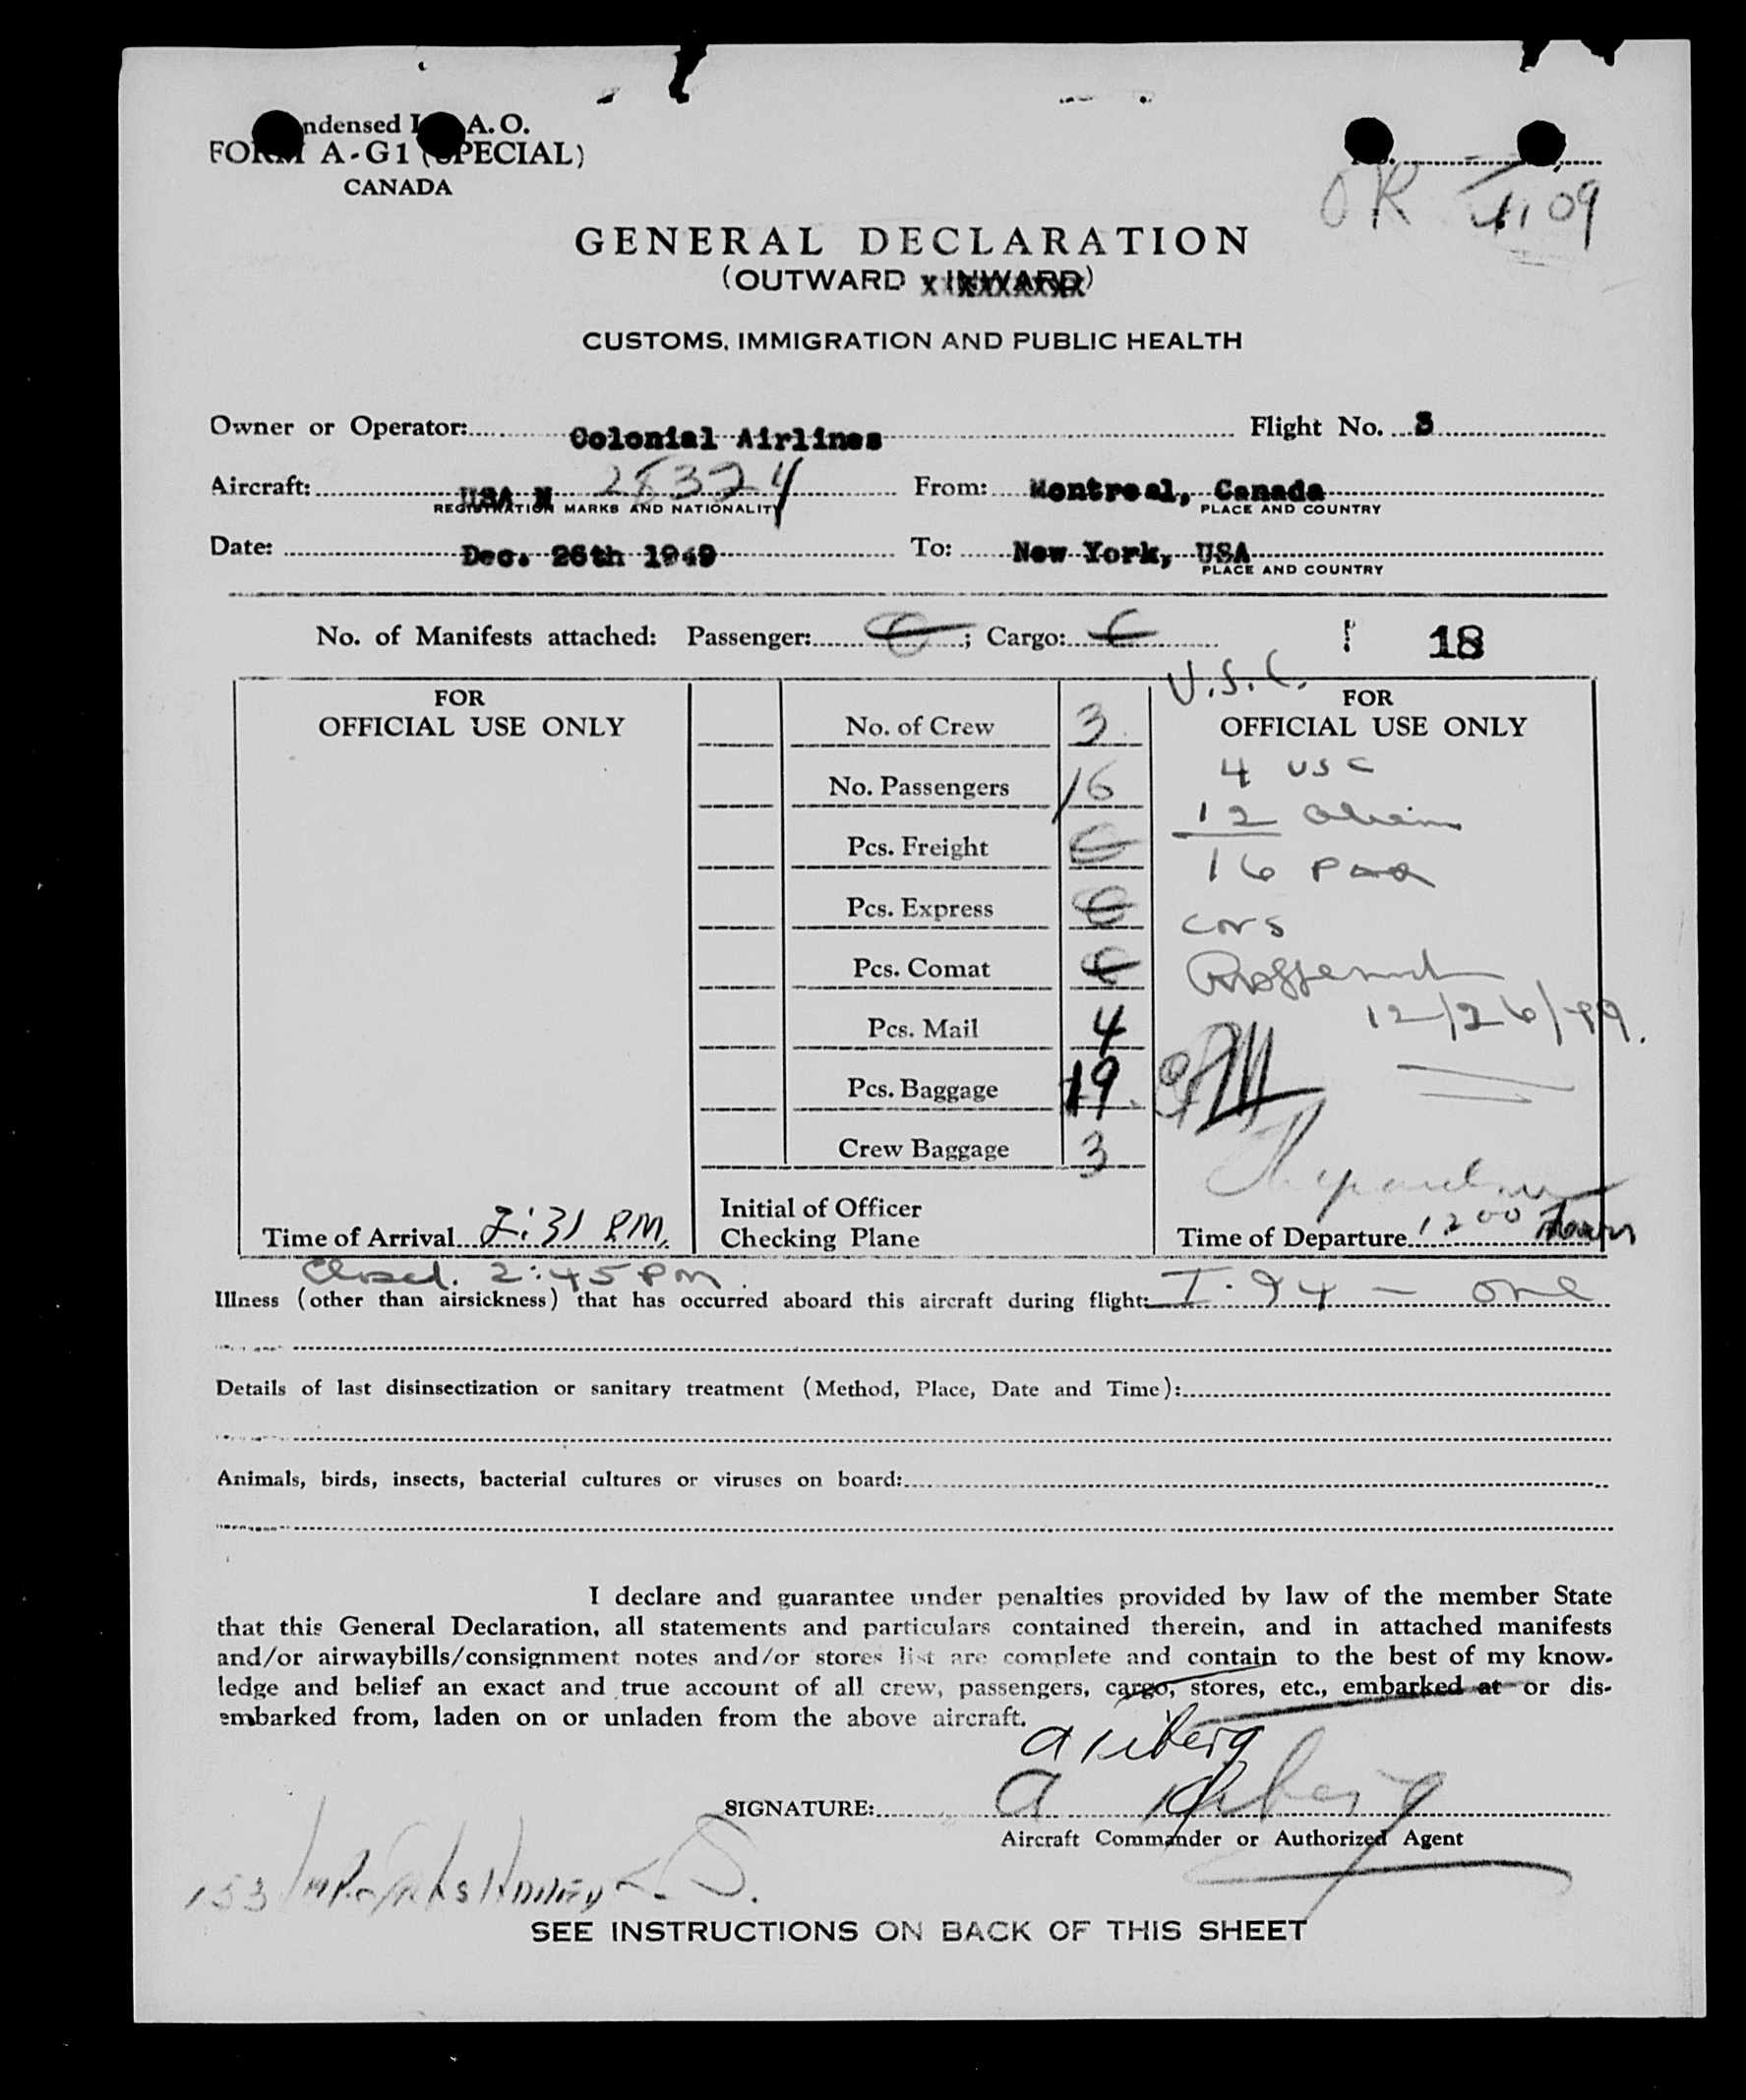 ndensed I A. O.
FORM A-G1 (SPECIAL)
CANADA
OR
GENERAL DECLARATION
(OUTWARD x INWARD)
CUSTOMS, IMMIGRATION AND PUBLIC HEALTH
Owner or Operator: Colonial Airlines Flight No. 3
Aircraft: USA N 28324 From: Montreal, Canada
REGISTRATION MARKS AND NATIONALITY PLACE AND COUNTRY
Date: Dec. 26th 1949 To: New York, USA
PLACE AND COUNTRY
No. of Manifests attached: Passenger: ; Cargo: 18
U.S.C.
FOR
OFFICIAL USE ONLY
No. of Crew 3
No. Passengers 16
Pcs. Freight
Pcs. Express
Pcs. Comat
Pcs. Mail 4
Pcs. Baggage 19
Crew Baggage 3
Initial of Officer
Checking Plane
FOR
OFFICIAL USE ONLY
4 USC
12 Aliens
16 Pax
12/26/49.
Time of Arrival 2:31 PM.
Time of Departure 1200
Closed. 2:45 Pm.
Illness (other than airsickness) that has occurred aboard this aircraft during flight: I-94 - one
Details of last disinsectization or sanitary treatment (Method, Place, Date and Time):
Animals, birds, insects, bacterial cultures or viruses on board:
I declare and guarantee under penalties provided by law of the member State
that this General Declaration, all statements and particulars contained therein, and in attached manifests
and/or airwaybills/consignment notes and/or stores list are complete and contain to the best of my know-
ledge and belief an exact and true account of all crew, passengers, cargo, stores, etc., embarked at or dis-
embarked from, laden on or unladen from the above aircraft.
SIGNATURE:
Aircraft Commander or Authorized Agent
153
SEE INSTRUCTIONS ON BACK OF THIS SHEET